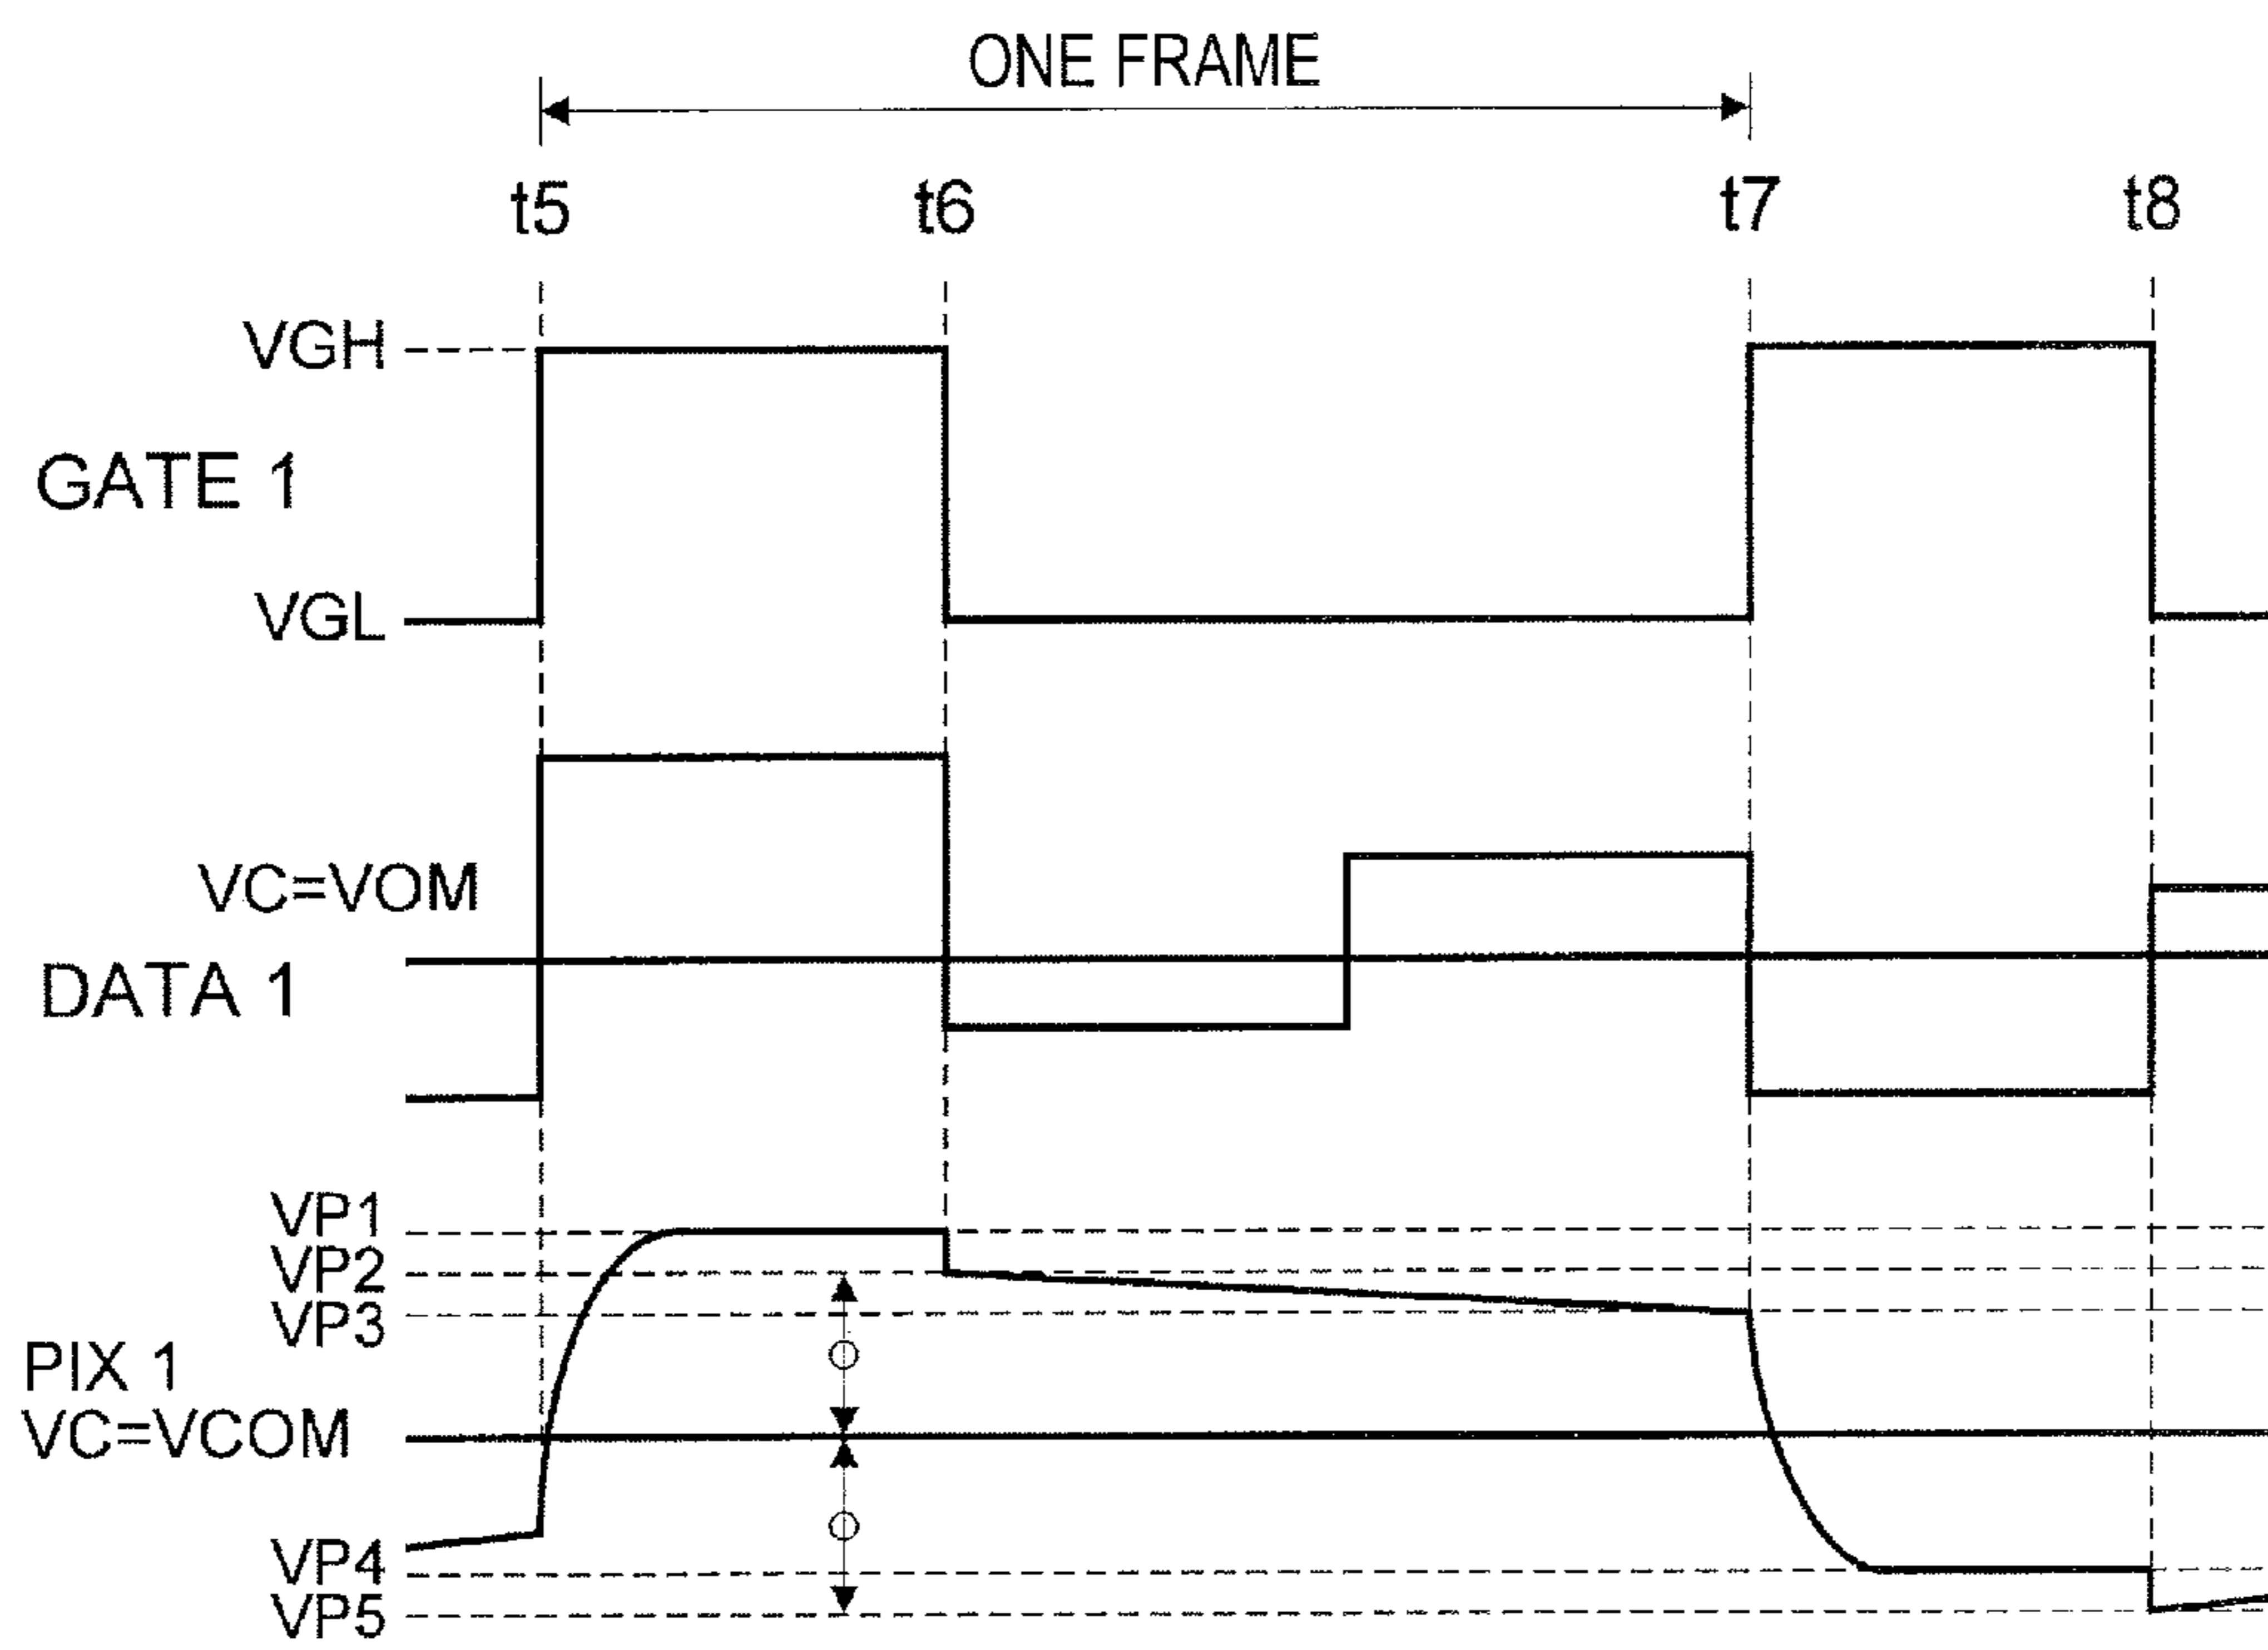 ONE FRAME
t5 t6 t7 t8
VGH
GATE 1
VGL
VC=VOM
DATA 1
VP1
VP2
VP3
PIX 1
VC=VCOM
VP4
VP5